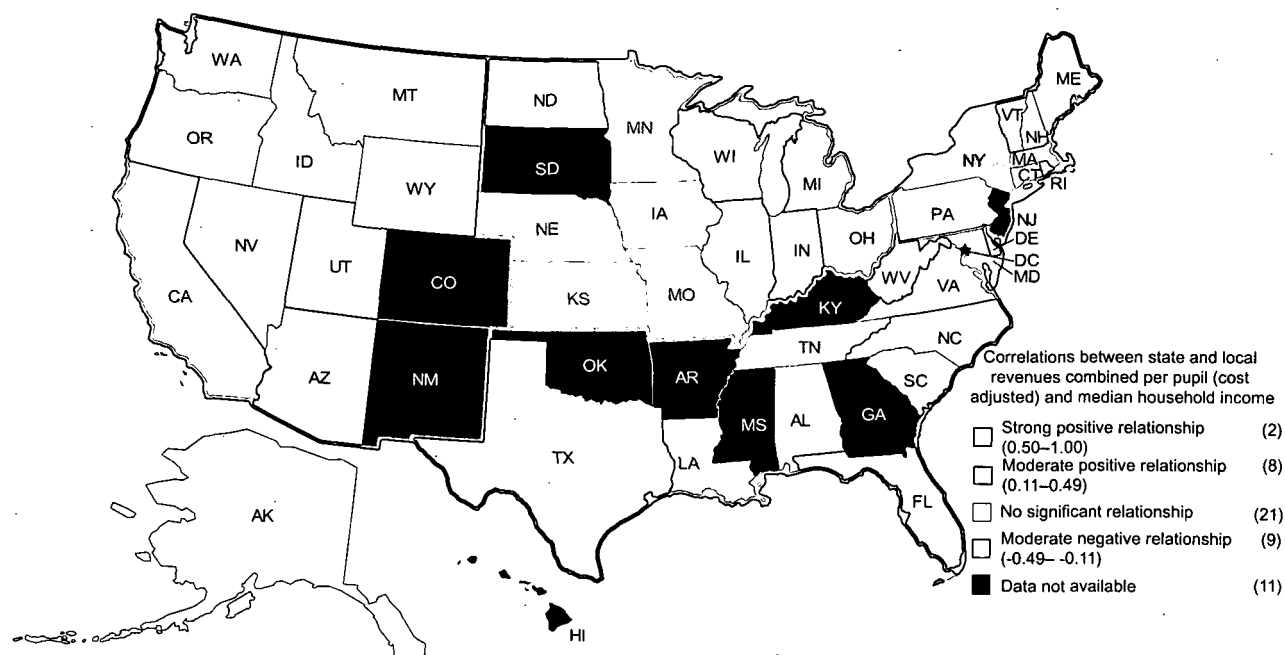 WA
MT
ND
MN
ME
VT
NH
OR
ID
SD
WI
MI
NY
MA
CT
RI
WY
IA
PA
NJ
NE
DE
NV
UT
CO
IL
IN
OH
DC
MD
WV
VA
CA
KS
MO
KY
NC
TN
AZ
NM
OK
AR
SC
MS
AL
GA
TX
LA
FL
AK
HI
Correlations between state and local
revenues combined per pupil (cost
adjusted) and median household income
Strong positive relationship (2)
(0.50–1.00)
Moderate positive relationship (8)
(0.11–0.49)
No significant relationship (21)
Moderate negative relationship (9)
(-0.49– -0.11)
Data not available (11)